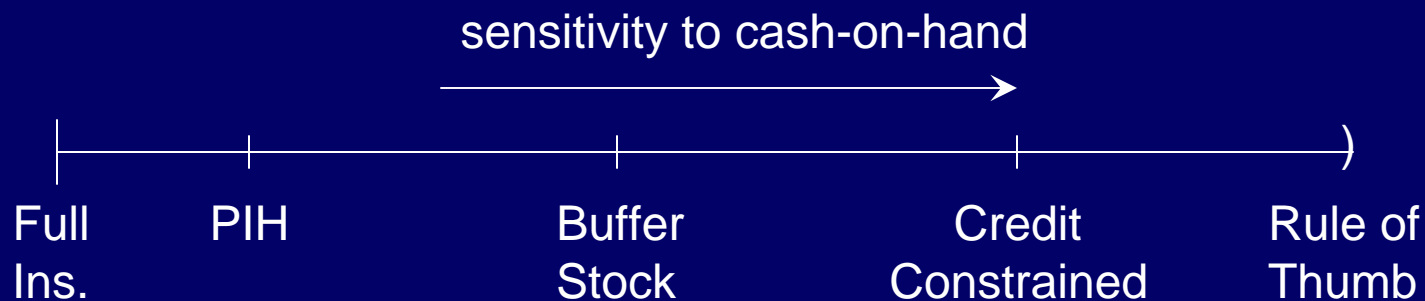 sensitivity to cash-on-hand
)
Full PIH Buffer Credit Rule of
Ins. Stock Constrained Thumb